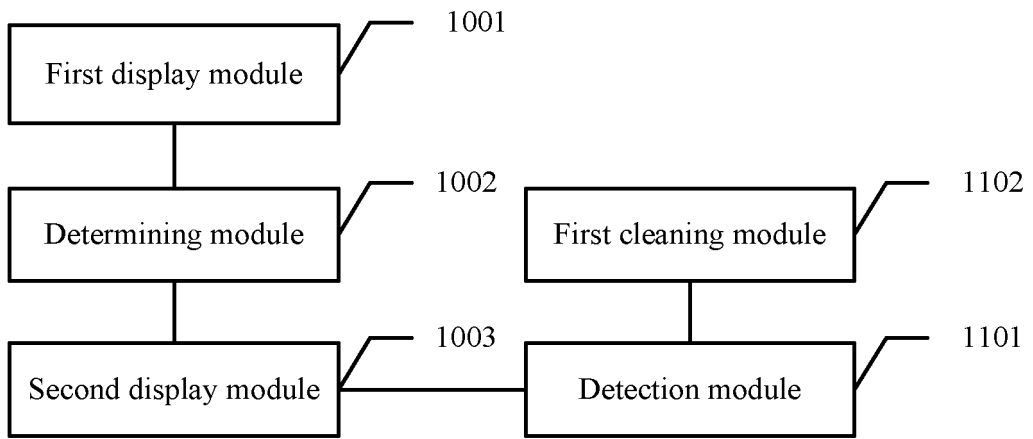 1001
First display module
1002
Determining module
1102
First cleaning module
1003
Second display module
1101
Detection module